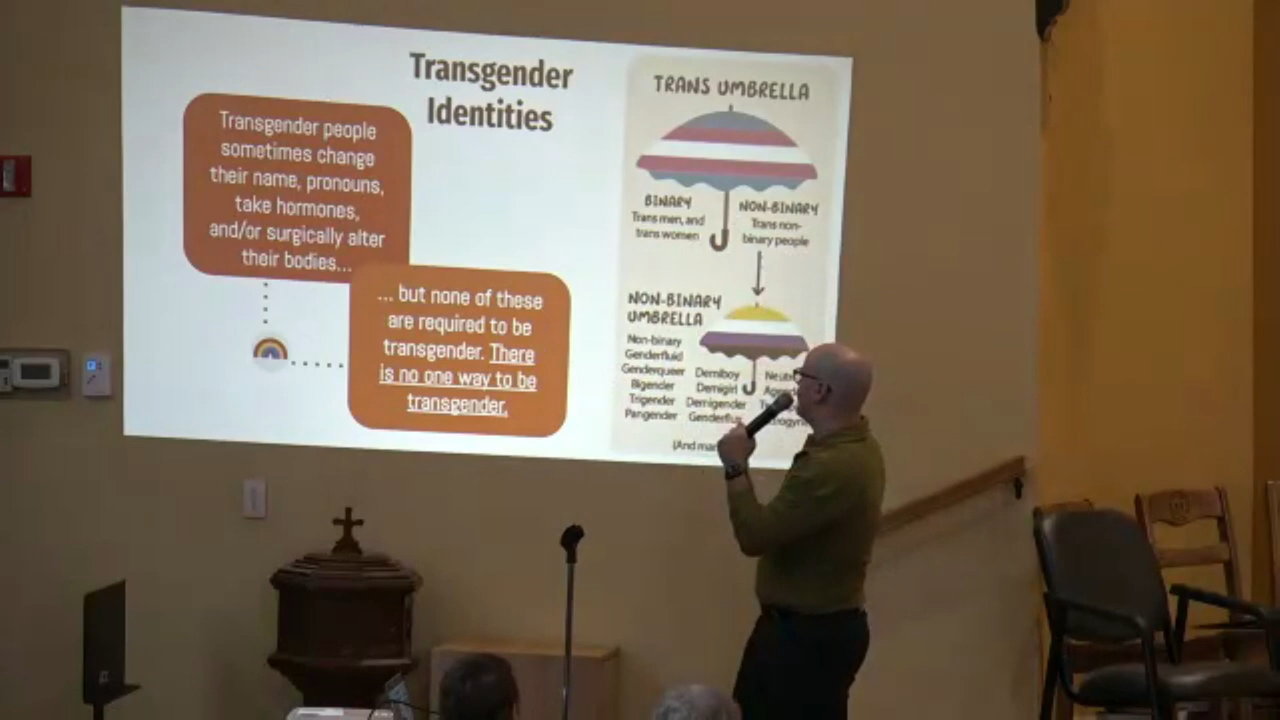 Transgender
Identities
Transgender people
sometimes change
their name, pronouns,
take hormones,
and/or surgically alter
their bodies...
... but none of these
are required to be
transgender. There
is no one way to be
transgender.
TRANS UMBRELLA
BINARY
Trans men, and
trans women
NON-BINARY
Trans non-
binary people
NON-BINARY
UMBRELLA
Non-binary
Genderfluid
Genderqueer
Bigender
Trigender
Pangender
Demiboy
Demigirl
Demigender
(And